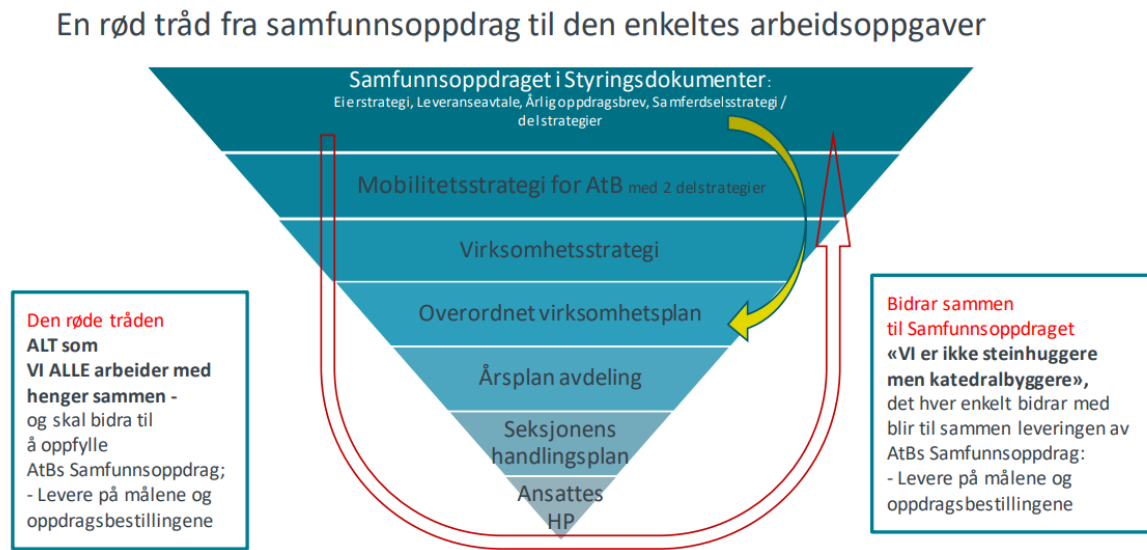 En rød tråd fra samfunnsoppdrag til den enkeltes arbeidsoppgaver
Samfunnsoppdraget i Styringsdokumenter:
Eierstrategi, Leveranseavtale, Årlig oppdragsbrev, Samferdselsstrategi/
delstrategier
Mobilitetsstrategi for AtB med 2 delstrategier
Virksomhetsstrategi
Overordnet virksomhetsplan
Årsplan avdeling
Seksjonens
handlingsplan
Ansattes
HP
Den røde tråden
ALT som
VI ALLE arbeider med
henger sammen -
og skal bidra til
å oppfylle
AtBs Samfunnsoppdrag;
- Levere på målene og
oppdragsbestillingene
Bidrar sammen
til Samfunnsoppdraget
«VI er ikke steinhuggere
men katedralbyggere»,
det hver enkelt bidrar med
blir til sammen leveringen av
AtBs Samfunnsoppdrag:
- Levere på målene og
oppdragsbestillingene